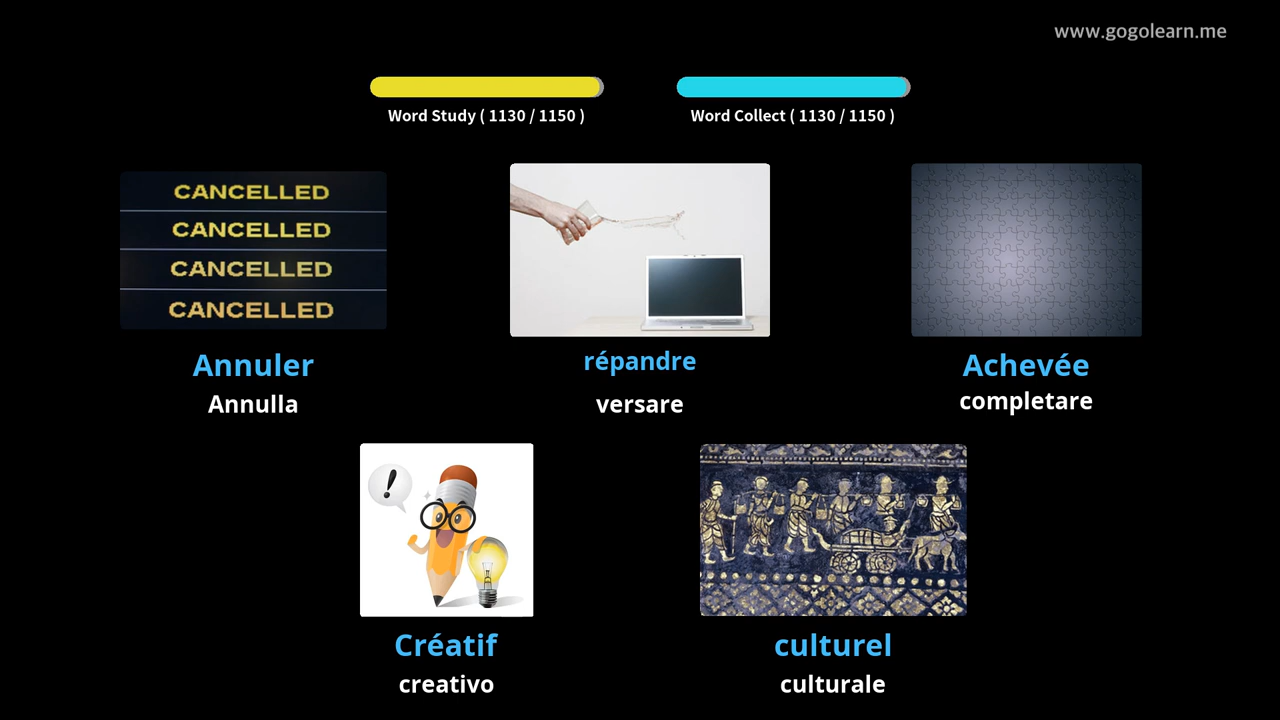 www.gogolearn.me
Word Study ( 1130 / 1150 )
Word Collect ( 1130 / 1150 )
CANCELLED
CANCELLED
CANCELLED
CANCELLED
Annuler
Annulla
répandre
versare
Achevée
completare
!
Créatif
creativo
culturel
culturale